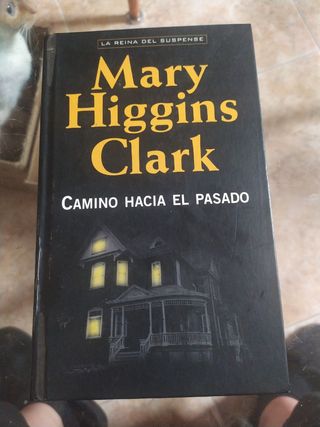 LA REINA DEL SUSPENSE
Mary
Higgins
Clark
CAMINO HACIA EL PASADO